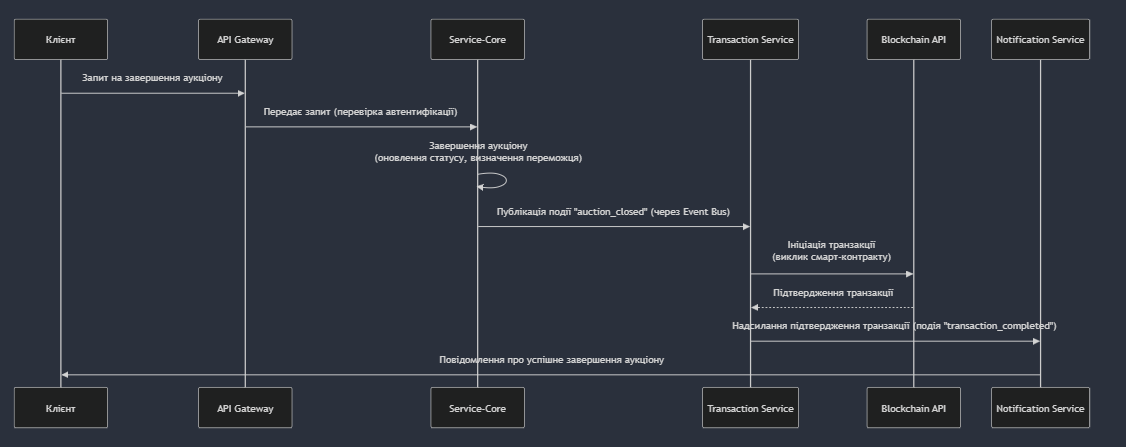 Клієнт
API Gateway
Service-Core
Transaction Service
Blockchain API
Notification Service
Запит на завершення аукціону
Передає запит (перевірка автентифікації)
Завершення аукціону
(оновлення статусу, визначення переможця)
Публікація події "auction_closed" (через Event Bus)
Ініціація транзакції
(виклик смарт-контракту)
Підтвердження транзакції
Надсилання підтвердження транзакції (подія "transaction_completed")
Повідомлення про успішне завершення аукціону
Клієнт
API Gateway
Service-Core
Transaction Service
Blockchain API
Notification Service